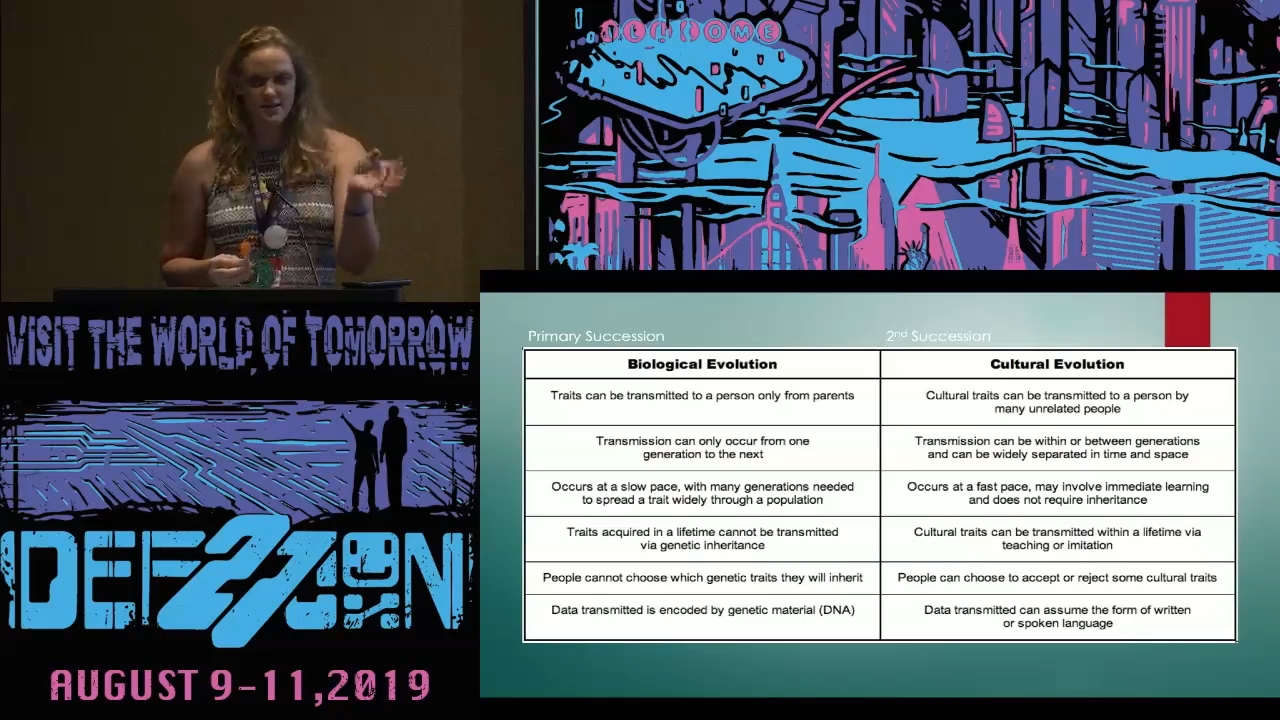 WELCOME
VISIT THE WORLD OF TOMORROW
DEFCON
27
AUGUST 9-11,2019
Primary Succession
2nd Succession
Biological Evolution
Cultural Evolution
Traits can be transmitted to a person only from parents
Cultural traits can be transmitted to a person by
many unrelated people
Transmission can only occur from one
generation to the next
Transmission can be within or between generations
and can be widely separated in time and space
Occurs at a slow pace, with many generations needed
to spread a trait widely through a population
Occurs at a fast pace, may involve immediate learning
and does not require inheritance
Traits acquired in a lifetime cannot be transmitted
via genetic inheritance
Cultural traits can be transmitted within a lifetime via
teaching or imitation
People cannot choose which genetic traits they will inherit
People can choose to accept or reject some cultural traits
Data transmitted is encoded by genetic material (DNA)
Data transmitted can assume the form of written
or spoken language